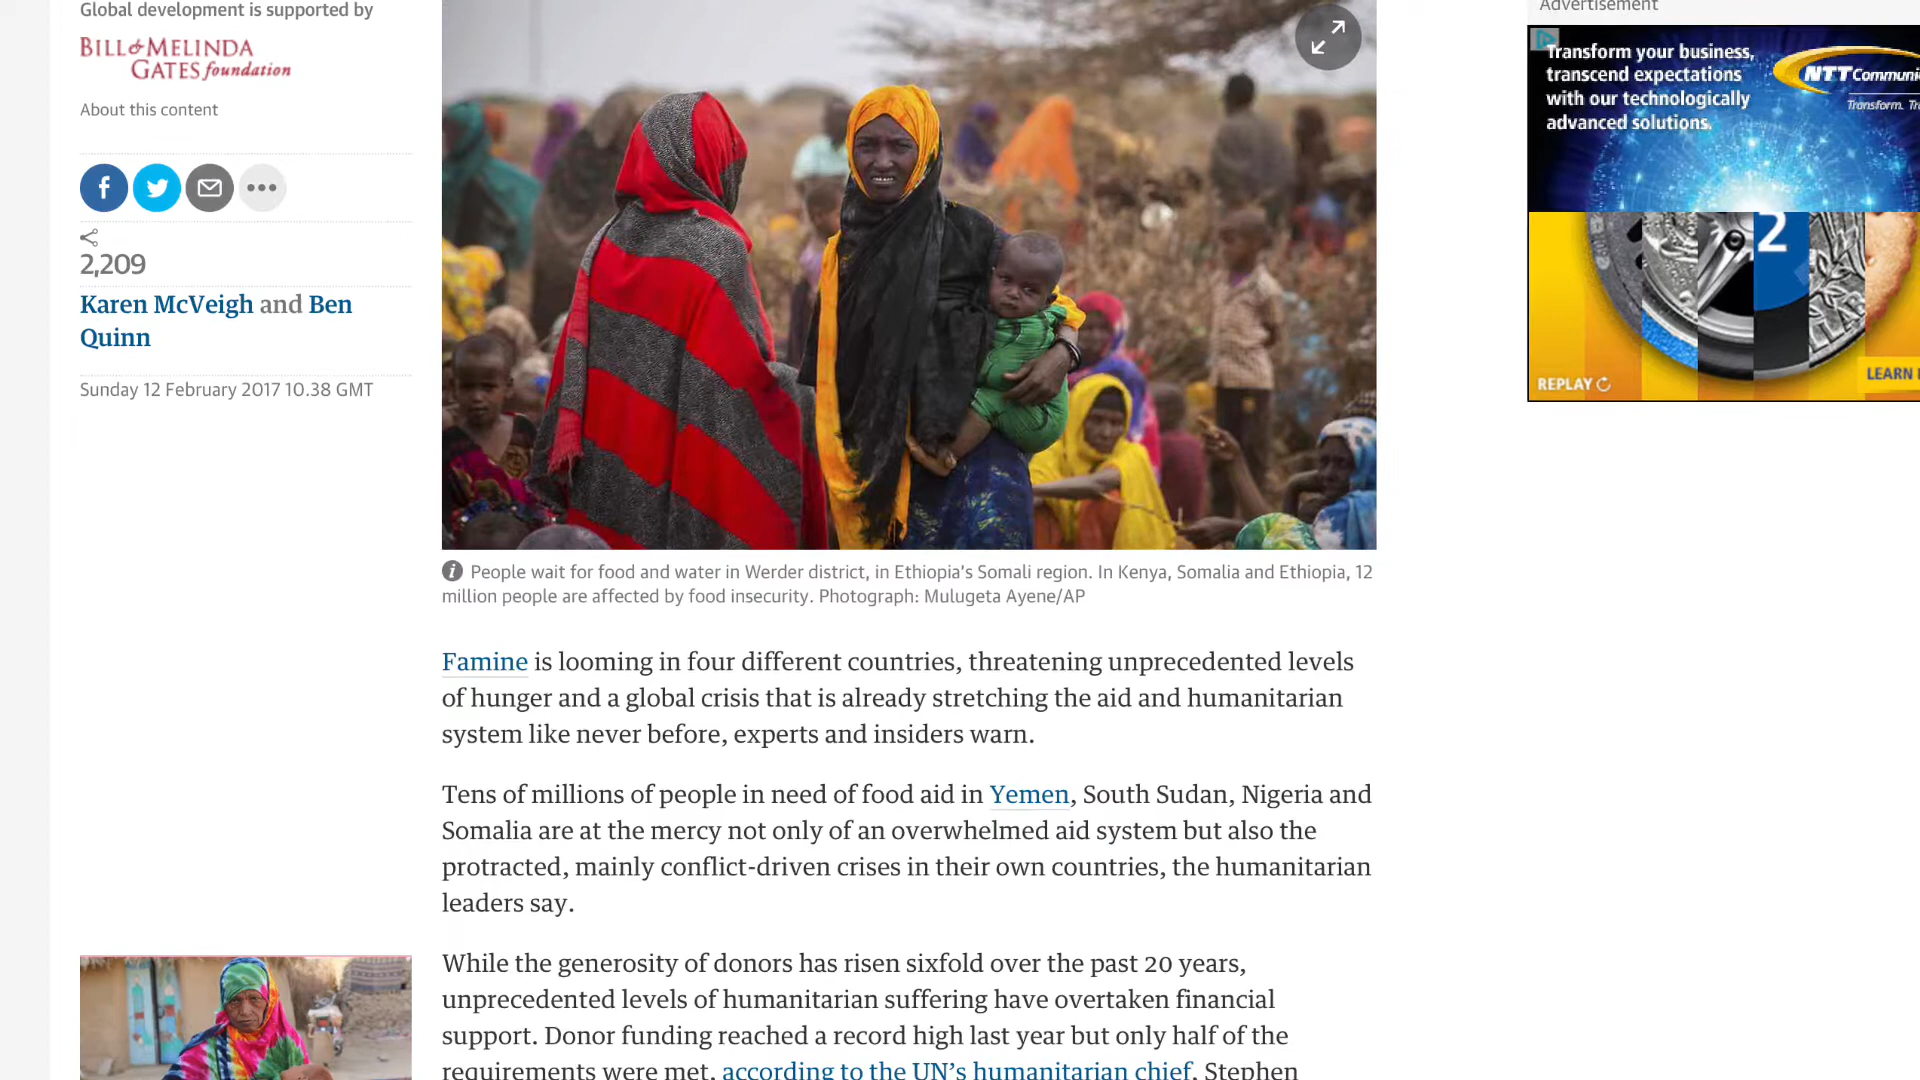 Global development is supported by
BILL & MELINDA
GATES foundation
About this content
2,209
Karen McVeigh and Ben
Quinn
Sunday 12 February 2017 10.38 GMT
People wait for food and water in Werder district, in Ethiopia's Somali region. In Kenya, Somalia and Ethiopia, 12
million people are affected by food insecurity. Photograph: Mulugeta Ayene/AP
Famine is looming in four different countries, threatening unprecedented levels
of hunger and a global crisis that is already stretching the aid and humanitarian
system like never before, experts and insiders warn.
Tens of millions of people in need of food aid in Yemen, South Sudan, Nigeria and
Somalia are at the mercy not only of an overwhelmed aid system but also the
protracted, mainly conflict-driven crises in their own countries, the humanitarian
leaders say.
While the generosity of donors has risen sixfold over the past 20 years,
unprecedented levels of humanitarian suffering have overtaken financial
support. Donor funding reached a record high last year but only half of the
requirements were met, according to the UN's humanitarian chief, Stephen
Advertisement
Transform your business,
transcend expectations
with our technologically
advanced solutions.
NTT Communi
Transform. Tr
2
REPLAY
LEARN